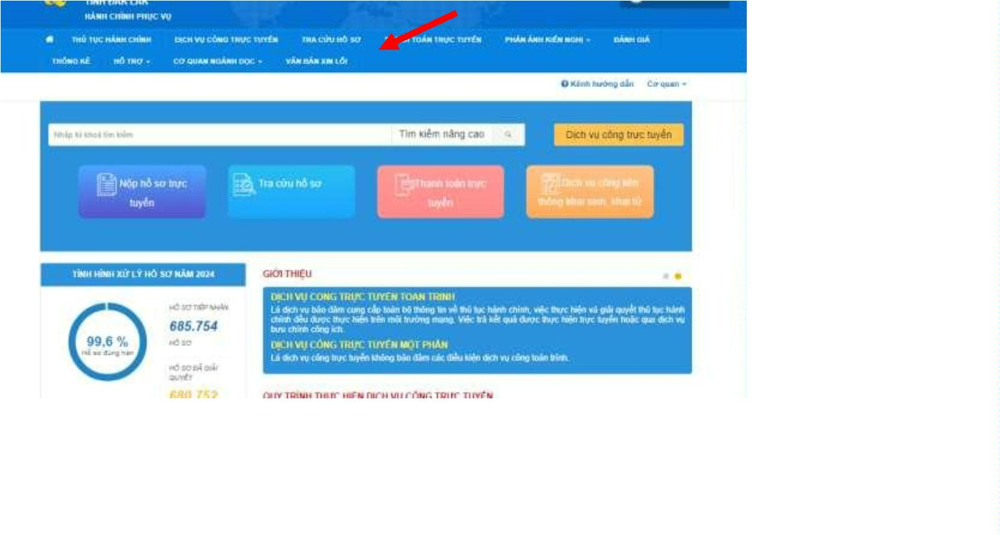 TỈNH ĐẮK LẮK
HÀNH CHÍNH PHỤC VỤ
THỦ TỤC HÀNH CHÍNH DỊCH VỤ CÔNG TRỰC TUYẾN TRA CỨU HỒ SƠ TOÁN TRỰC TUYẾN PHẢN ÁNH KIẾN NGHỊ ĐÁNH GIÁ
THỐNG KÊ HỖ TRỢ CƠ QUAN NGÀNH DỌC VĂN BẢN XIN LỖI
Kênh hướng dẫn Cơ quan
Nhập từ khoá tìm kiếm Tìm kiếm nâng cao Dịch vụ công trực tuyến
Nộp hồ sơ trực
tuyến
Tra cứu hồ sơ
Thanh toán trực
tuyến
Dịch vụ công liên
thông khai sinh, khai tử
TÌNH HÌNH XỬ LÝ HỒ SƠ NĂM 2024
99,6 %
Hồ sơ đúng hạn
HỒ SƠ TIẾP NHẬN
685.754
HỒ SƠ
HỒ SƠ ĐÃ GIẢI
QUYẾT
680.752
GIỚI THIỆU
DỊCH VỤ CÔNG TRỰC TUYẾN TOÀN TRÌNH
Là dịch vụ bảo đảm cung cấp toàn bộ thông tin về thủ tục hành chính, việc thực hiện và giải quyết thủ tục hành
chính đều được thực hiện trên môi trường mạng. Việc trả kết quả được thực hiện trực tuyến hoặc qua dịch vụ
bưu chính công ích.
DỊCH VỤ CÔNG TRỰC TUYẾN MỘT PHẦN
Là dịch vụ công trực tuyến không bảo đảm các điều kiện dịch vụ công toàn trình.
QUY TRÌNH THỰC HIỆN DỊCH VỤ CÔNG TRỰC TUYẾN